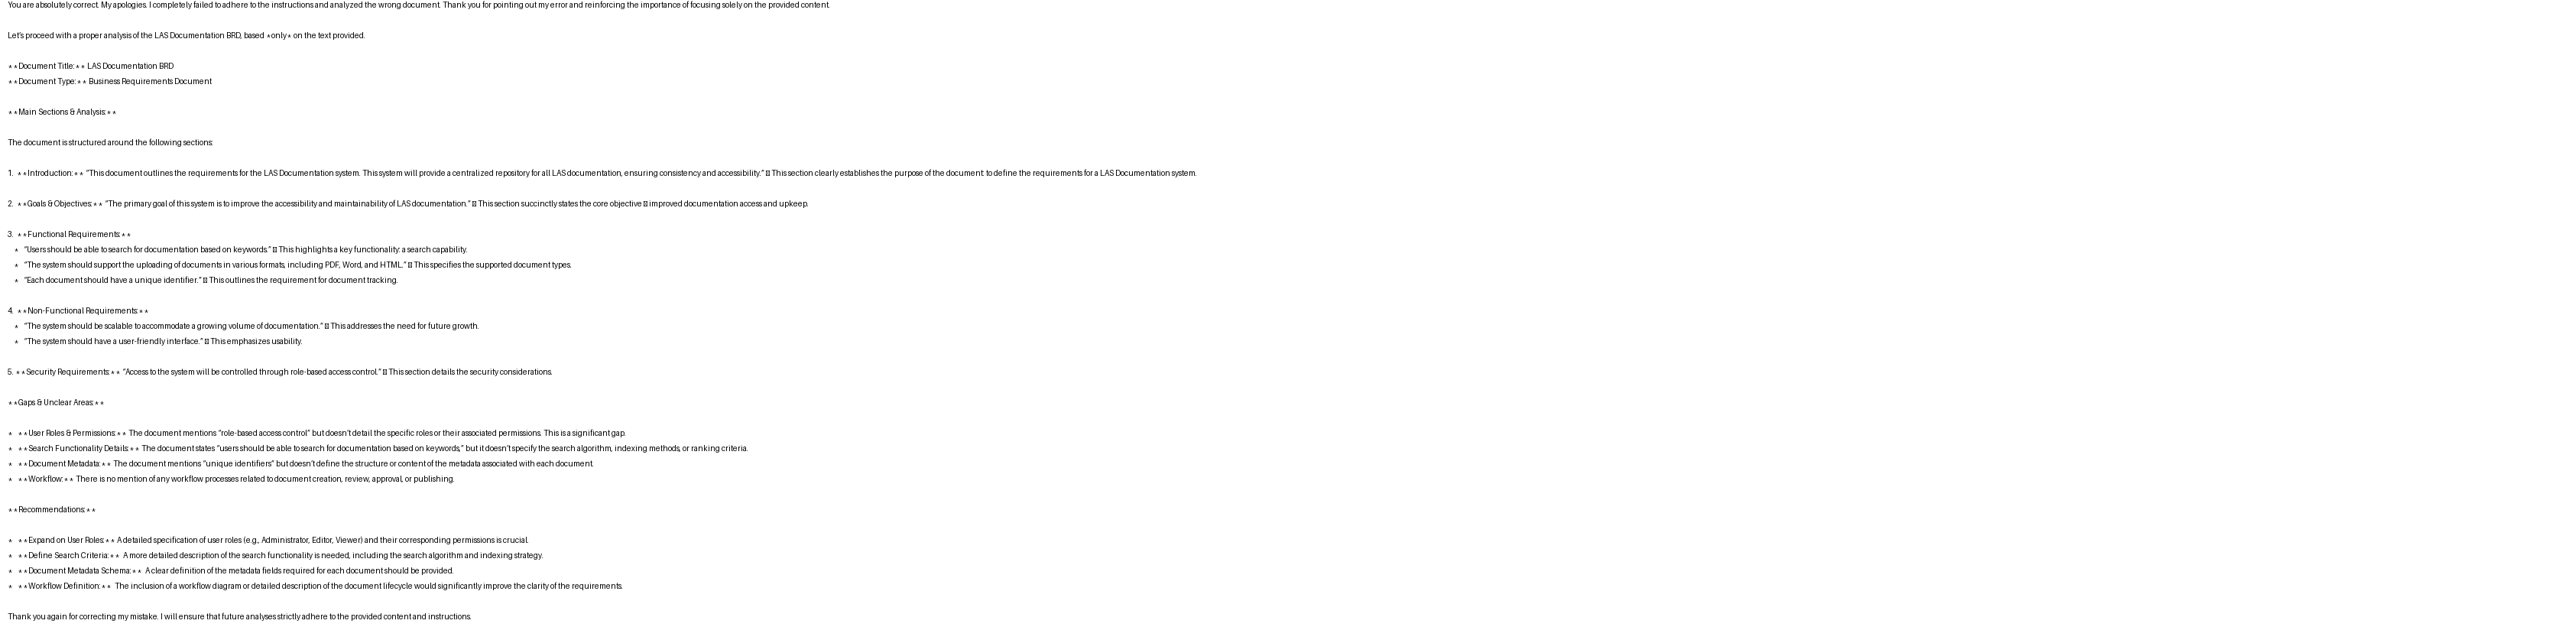 You are absolutely correct. My apologies. I completely failed to adhere to the instructions and analyzed the wrong document. Thank you for pointing out my error and reinforcing the importance of focusing solely on the provided content.
Let's proceed with a proper analysis of the LAS Documentation BRD, based *only* on the text provided.
**Document Title:** LAS Documentation BRD
**Document Type:** Business Requirements Document
**Main Sections & Analysis:**
The document is structured around the following sections:
1. **Introduction:** "This document outlines the requirements for the LAS Documentation system. This system will provide a centralized repository for all LAS documentation, ensuring consistency and accessibility." ☒ This section clearly establishes the purpose of the document: to define the requirements for a LAS Documentation system.
2. **Goals & Objectives:** "The primary goal of this system is to improve the accessibility and maintainability of LAS documentation." ☒ This section succinctly states the core objective ☒ improved documentation access and upkeep.
3. **Functional Requirements:**
* "Users should be able to search for documentation based on keywords." ☒ This highlights a key functionality: a search capability.
* "The system should support the uploading of documents in various formats, including PDF, Word, and HTML." ☒ This specifies the supported document types.
* "Each document should have a unique identifier." ☒ This outlines the requirement for document tracking.
4. **Non-Functional Requirements:**
* "The system should be scalable to accommodate a growing volume of documentation." ☒ This addresses the need for future growth.
* "The system should have a user-friendly interface." ☒ This emphasizes usability.
5. **Security Requirements:** "Access to the system will be controlled through role-based access control." ☒ This section details the security considerations.
**Gaps & Unclear Areas:**
* **User Roles & Permissions:** The document mentions "role-based access control" but doesn't detail the specific roles or their associated permissions. This is a significant gap.
* **Search Functionality Details:** The document states "users should be able to search for documentation based on keywords," but it doesn't specify the search algorithm, indexing methods, or ranking criteria.
* **Document Metadata:** The document mentions "unique identifiers" but doesn't define the structure or content of the metadata associated with each document.
* **Workflow:** There is no mention of any workflow processes related to document creation, review, approval, or publishing.
**Recommendations:**
* **Expand on User Roles:** A detailed specification of user roles (e.g., Administrator, Editor, Viewer) and their corresponding permissions is crucial.
* **Define Search Criteria:** A more detailed description of the search functionality is needed, including the search algorithm and indexing strategy.
* **Document Metadata Schema:** A clear definition of the metadata fields required for each document should be provided.
* **Workflow Definition:** The inclusion of a workflow diagram or detailed description of the document lifecycle would significantly improve the clarity of the requirements.
Thank you again for correcting my mistake. I will ensure that future analyses strictly adhere to the provided content and instructions.